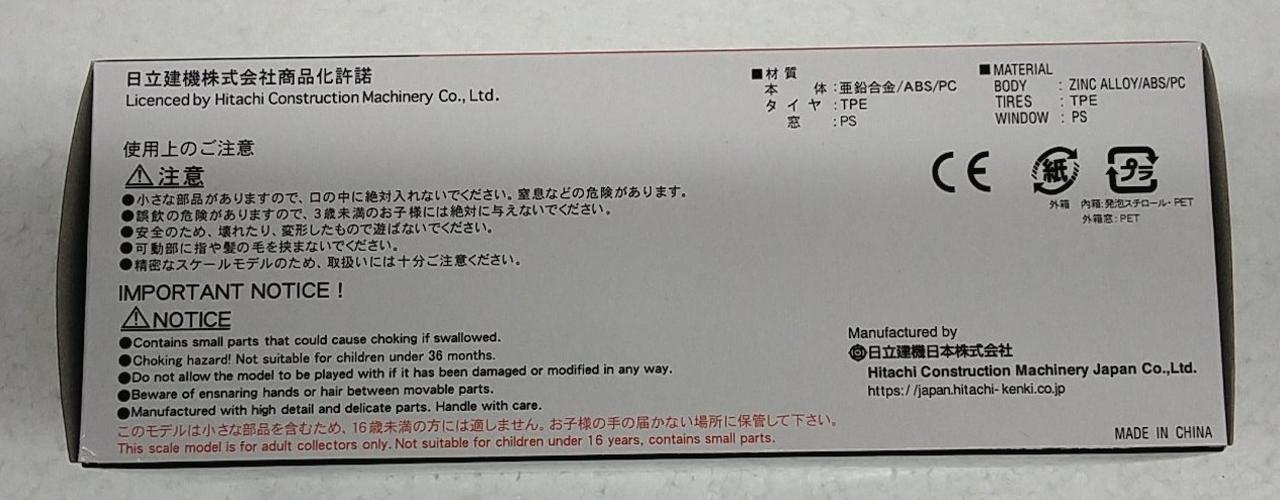 日立建機株式会社商品化許諾
Licenced by Hitachi Construction Machinery Co., Ltd.
■材質
本体:亜鉛合金/ABS/PC
タイヤ:TPE
窓:PS
■MATERIAL
BODY : ZINC ALLOY/ABS/PC
TIRES : TPE
WINDOW : PS
使用上のご注意
⚠注意
●小さな部品がありますので、口の中に絶対入れないでください。窒息などの危険があります。
●誤飲の危険がありますので、3歳未満のお子様には絶対に与えないでください。
●安全のため、壊れたり、変形したもので遊ばないでください。
●可動部に指や髪の毛を挟まないでください。
●精密なスケールモデルのため、取扱いには十分ご注意ください。
CE
紙
プラ
外箱
内箱:発泡スチロール・PET
外箱窓:PET
IMPORTANT NOTICE!
⚠NOTICE
●Contains small parts that could cause choking if swallowed.
●Choking hazard! Not suitable for children under 36 months.
●Do not allow the model to be played with if it has been damaged or modified in any way.
●Beware of ensnaring hands or hair between movable parts.
●Manufactured with high detail and delicate parts. Handle with care.
このモデルは小さな部品を含むため、16歳未満の方には適しません。お子様の手の届かない場所に保管して下さい。
This scale model is for adult collectors only. Not suitable for children under 16 years, contains small parts.
Manufactured by
日立建機日本株式会社
Hitachi Construction Machinery Japan Co.,Ltd.
https://japan.hitachi-kenki.co.jp
MADE IN CHINA